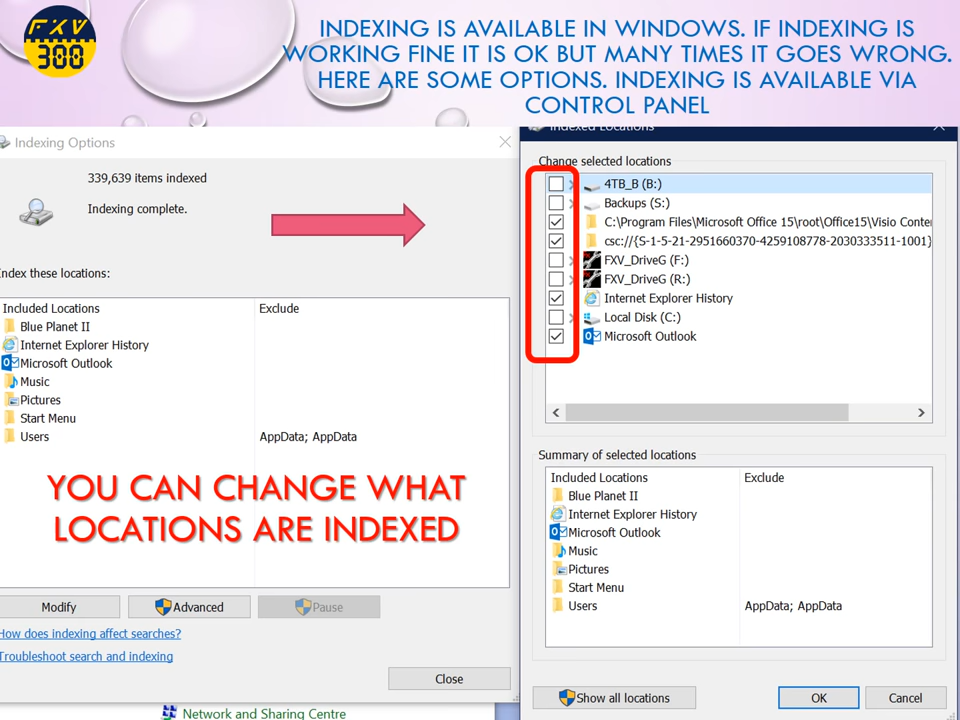 FXV
300
INDEXING IS AVAILABLE IN WINDOWS. IF INDEXING IS
WORKING FINE IT IS OK BUT MANY TIMES IT GOES WRONG.
HERE ARE SOME OPTIONS. INDEXING IS AVAILABLE VIA
CONTROL PANEL
Indexing Options
339,639 items indexed
Indexing complete.
Index these locations:
Included Locations Exclude
Blue Planet II
Internet Explorer History
Microsoft Outlook
Music
Pictures
Start Menu
Users AppData; AppData
YOU CAN CHANGE WHAT
LOCATIONS ARE INDEXED
Modify Advanced Pause
How does indexing affect searches?
Troubleshoot search and indexing
Close
Network and Sharing Centre
Indexed Locations
Change selected locations
4TB_B (B:)
Backups (S:)
C:\Program Files\Microsoft Office 15\root\Office15\Visio Conte
csc://{S-1-5-21-2951660370-4259108778-2030333511-1001}
FXV_DriveG (F:)
FXV_DriveG (R:)
Internet Explorer History
Local Disk (C:)
Microsoft Outlook
Summary of selected locations
Included Locations Exclude
Blue Planet II
Internet Explorer History
Microsoft Outlook
Music
Pictures
Start Menu
Users AppData; AppData
Show all locations OK Cancel